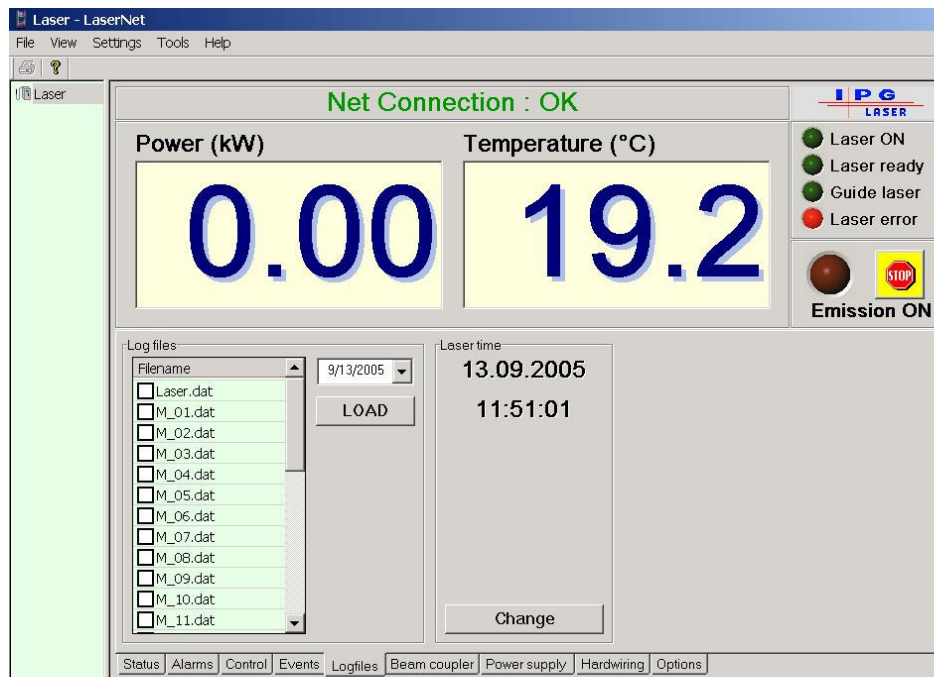 Laser - LaserNet
File View Settings Tools Help
Laser
Net Connection : OK
IPG
LASER
Power (kW)
Temperature (°C)
0.00
19.2
Laser ON
Laser ready
Guide laser
Laser error
STOP
Emission ON
Log files
Filename
Laser.dat
M_01.dat
M_02.dat
M_03.dat
M_04.dat
M_05.dat
M_06.dat
M_07.dat
M_08.dat
M_09.dat
M_10.dat
M_11.dat
9/13/2005
LOAD
Laser time
13.09.2005
11:51:01
Change
Status Alarms Control Events Logfiles Beam coupler Power supply Hardwiring Options